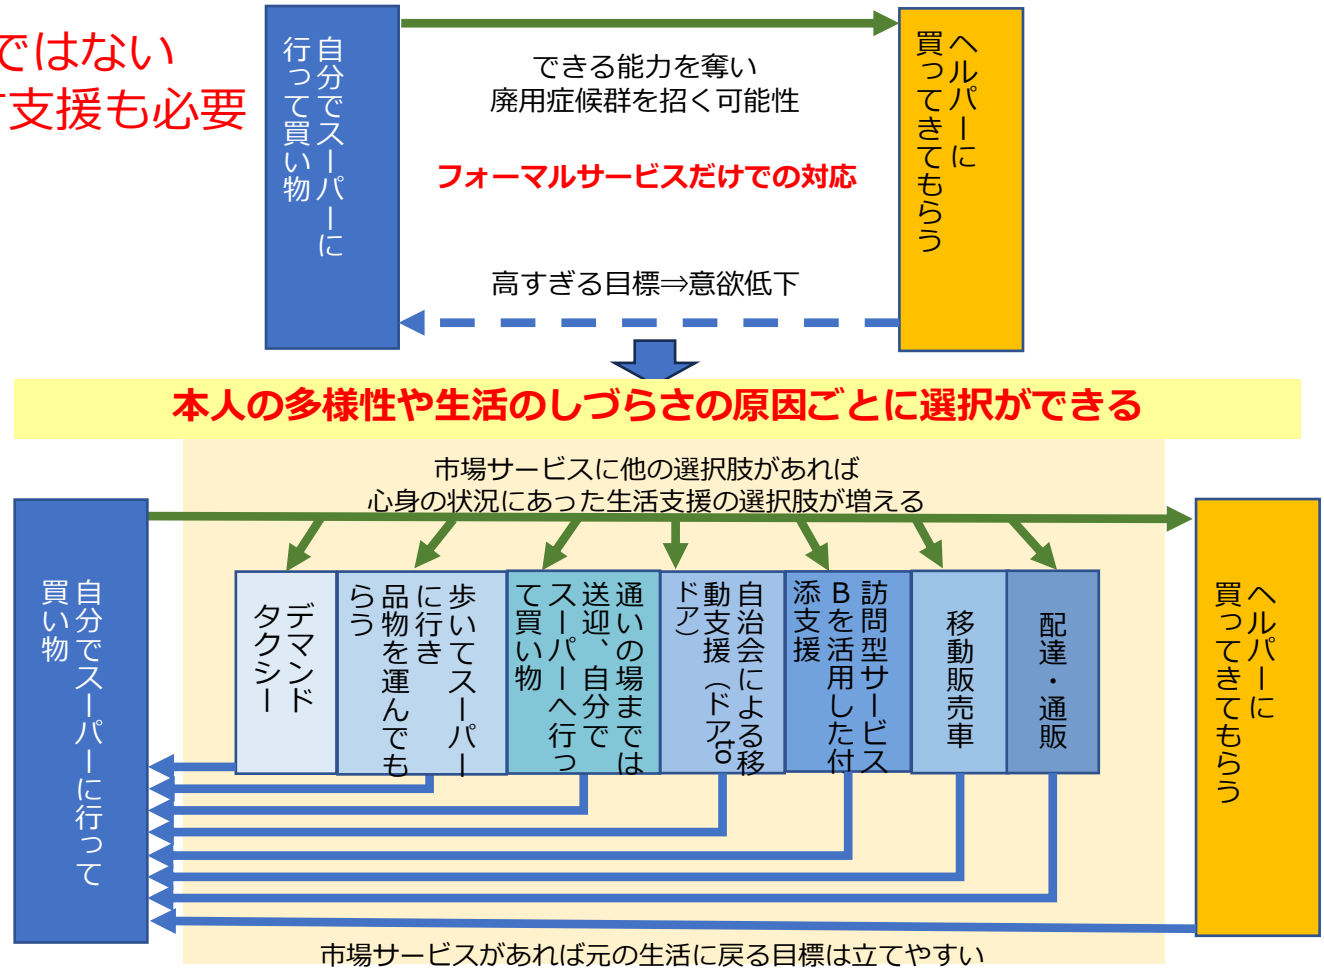 ではない
支援も必要
自分でスーパーに
行って買い物
できる能力を奪い
廃用症候群を招く可能性
フォーマルサービスだけでの対応
高すぎる目標⇒意欲低下
ヘルパーに
買ってきてもらう
本人の多様性や生活のしづらさの原因ごとに選択ができる
市場サービスに他の選択肢があれば
心身の状況にあった生活支援の選択肢が増える
自分でスーパーに行って
買い物
デマンド
タクシー
歩いてスーパー
に行き
品物を運んでも
らう
通いの場までは
送迎、自分で
スーパーへ行っ
て買い物
自治会による移
動支援（ドアto
ドア）
訪問型サービス
Bを活用した付
添支援
移動販売車
配達・通販
ヘルパーに
買ってきてもらう
市場サービスがあれば元の生活に戻る目標は立てやすい